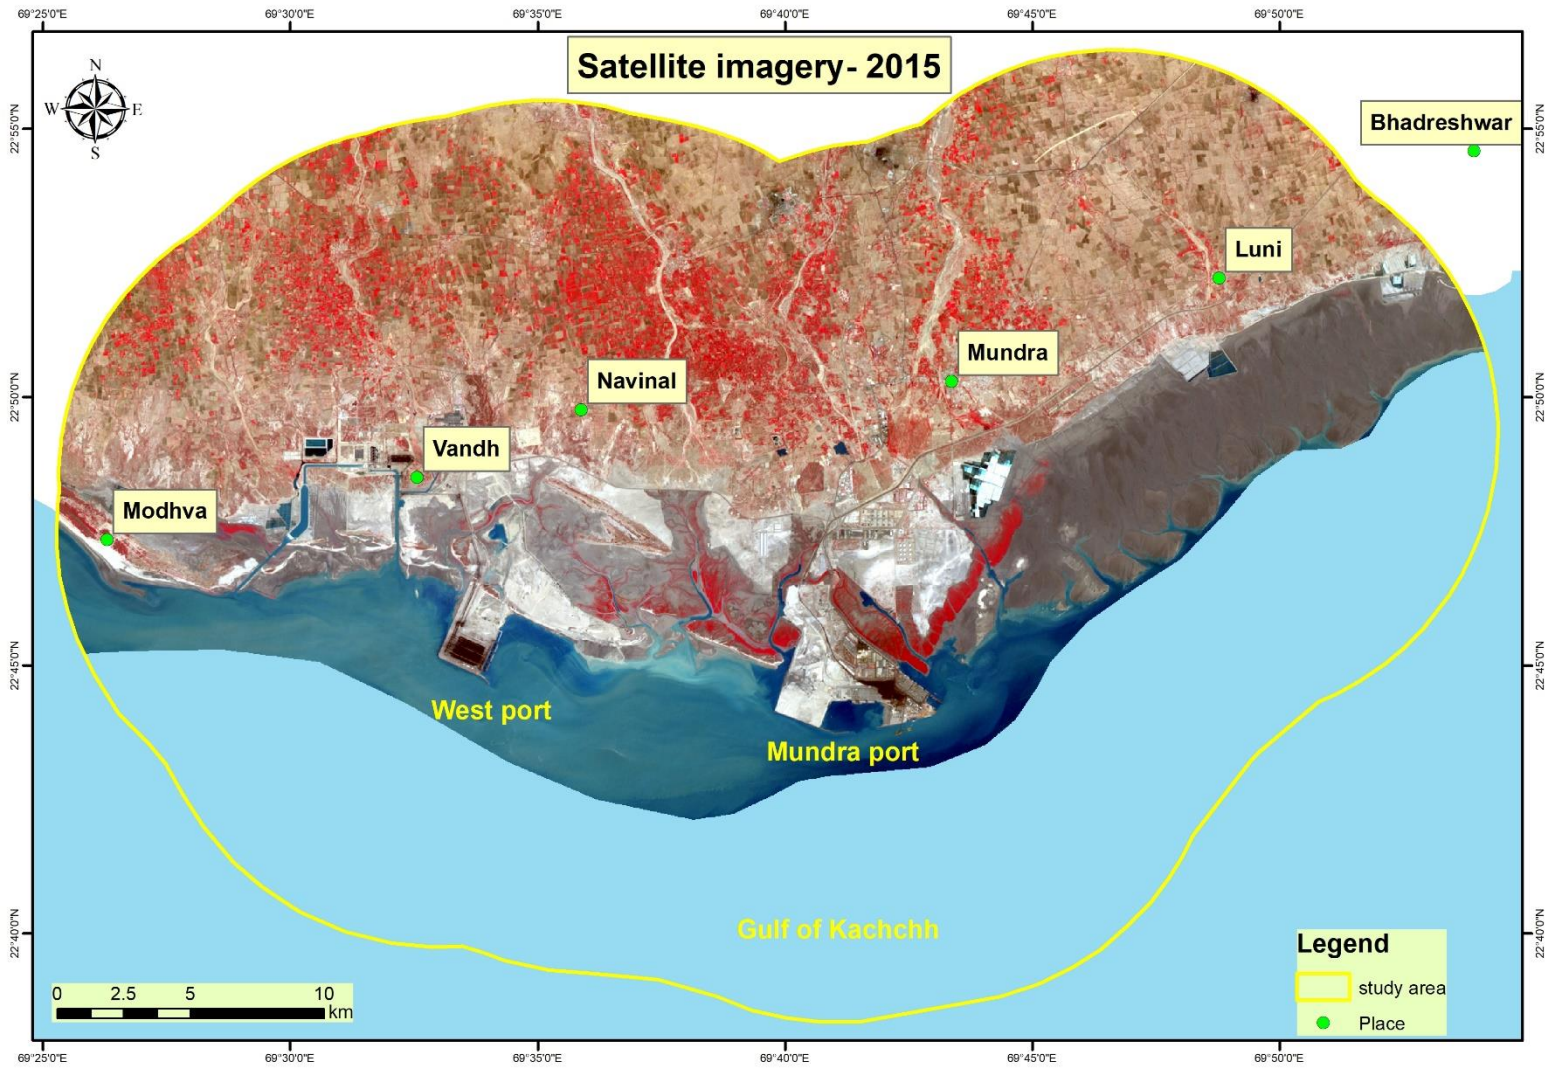 69°25'0"E 69°30'0"E 69°35'0"E 69°40'0"E 69°45'0"E 69°50'0"E
Satellite imagery- 2015
N
W E
S
22°55'0"N 22°55'0"N
Bhadreshwar
Luni
Mundra
Navinal
22°50'0"N 22°50'0"N
Vandh
Modhva
22°45'0"N 22°45'0"N
West port
Mundra port
Gulf of Kachchh
22°40'0"N 22°40'0"N
Legend
study area
Place
0 2.5 5 10
km
69°25'0"E 69°30'0"E 69°35'0"E 69°40'0"E 69°45'0"E 69°50'0"E